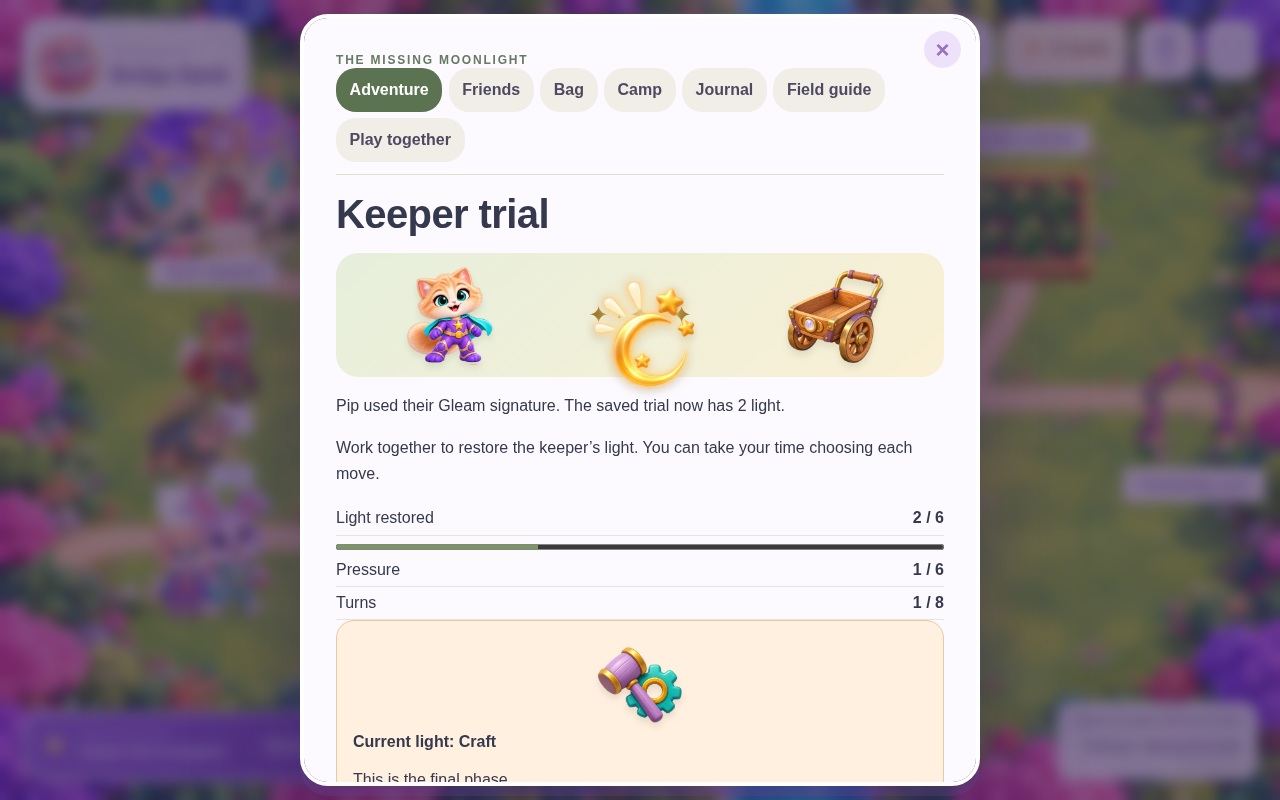 THE MISSING MOONLIGHT
×
Adventure Friends Bag Camp Journal Field guide
Play together
Keeper trial
Pip used their Gleam signature. The saved trial now has 2 light.
Work together to restore the keeper’s light. You can take your time choosing each
move.
Light restored 2 / 6
Pressure 1 / 6
Turns 1 / 8
Current light: Craft
This is the final phase